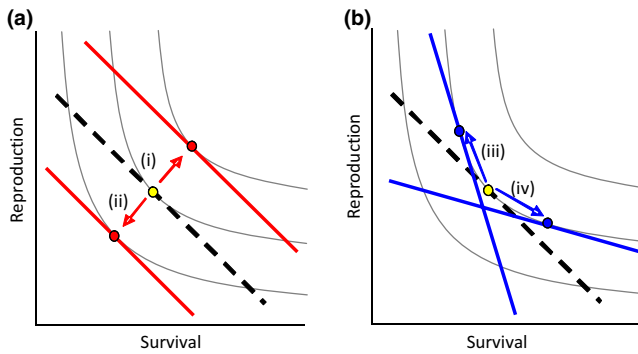 (a)
Reproduction
(i)
(ii)
Survival
(b)
Reproduction
(iii)
(iv)
Survival